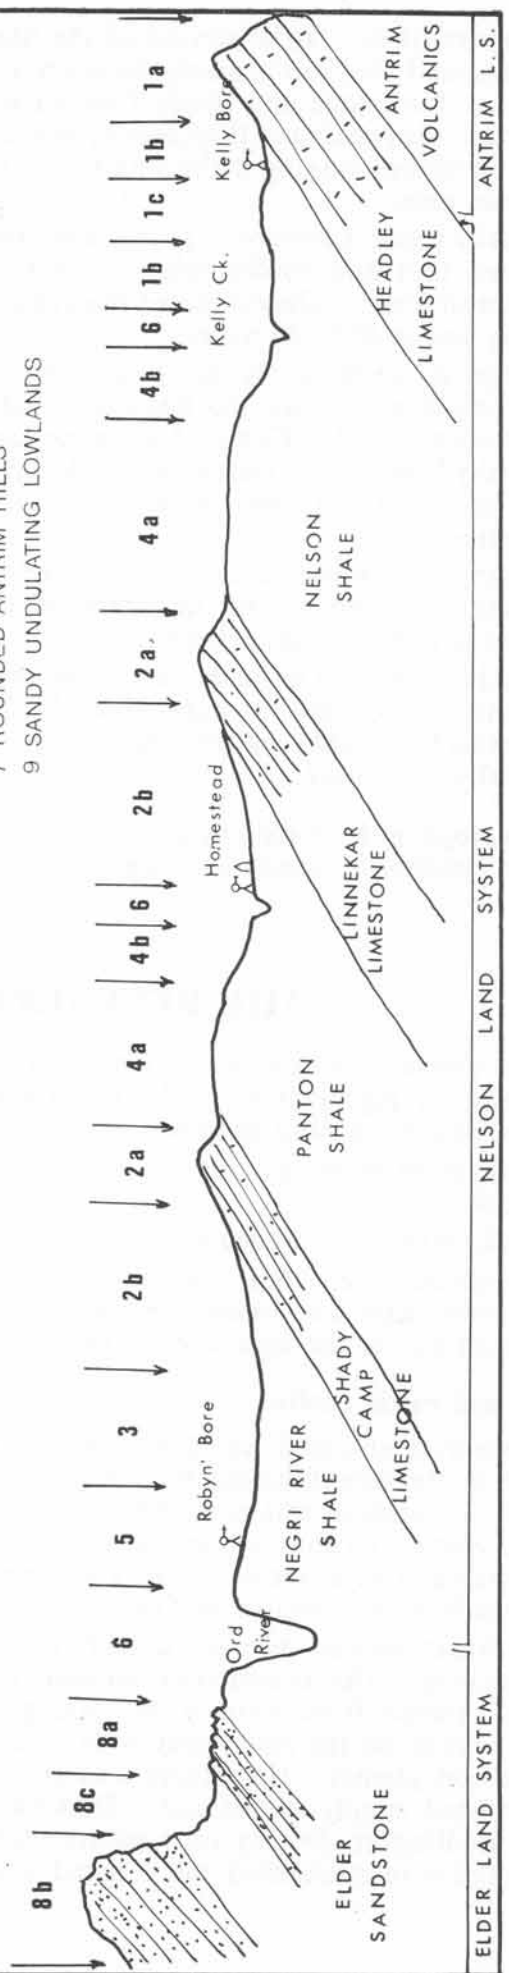 7 ROUNDED ANTRIM HILLS
9 SANDY UNDULATING LOWLANDS
8b 8c 8a 6 5 3 2b 2a 4a 4b 6 2b 2a 4a 4b 6 1b 1c 1b 1a
Ord
River
Robyn' Bore
Homestead
Kelly Ck.
Kelly Bore
ELDER
SANDSTONE
NEGRI RIVER
SHALE
SHADY
CAMP
LIMESTONE
PANTON
SHALE
LINNEKAR
LIMESTONE
NELSON
SHALE
HEADLEY
LIMESTONE
ANTRIM
VOLCANICS
ELDER LAND SYSTEM
NELSON LAND SYSTEM
ANTRIM L.S.